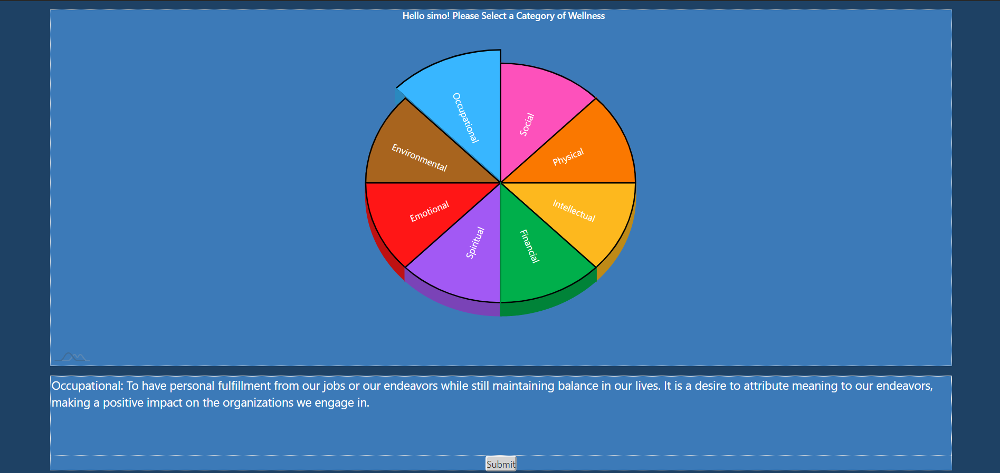 Hello simo! Please Select a Category of Wellness
Occupational
Social
Physical
Environmental
Intellectual
Emotional
Financial
Spiritual
Occupational: To have personal fulfillment from our jobs or our endeavors while still maintaining balance in our lives. It is a desire to attribute meaning to our endeavors,
making a positive impact on the organizations we engage in.
Submit